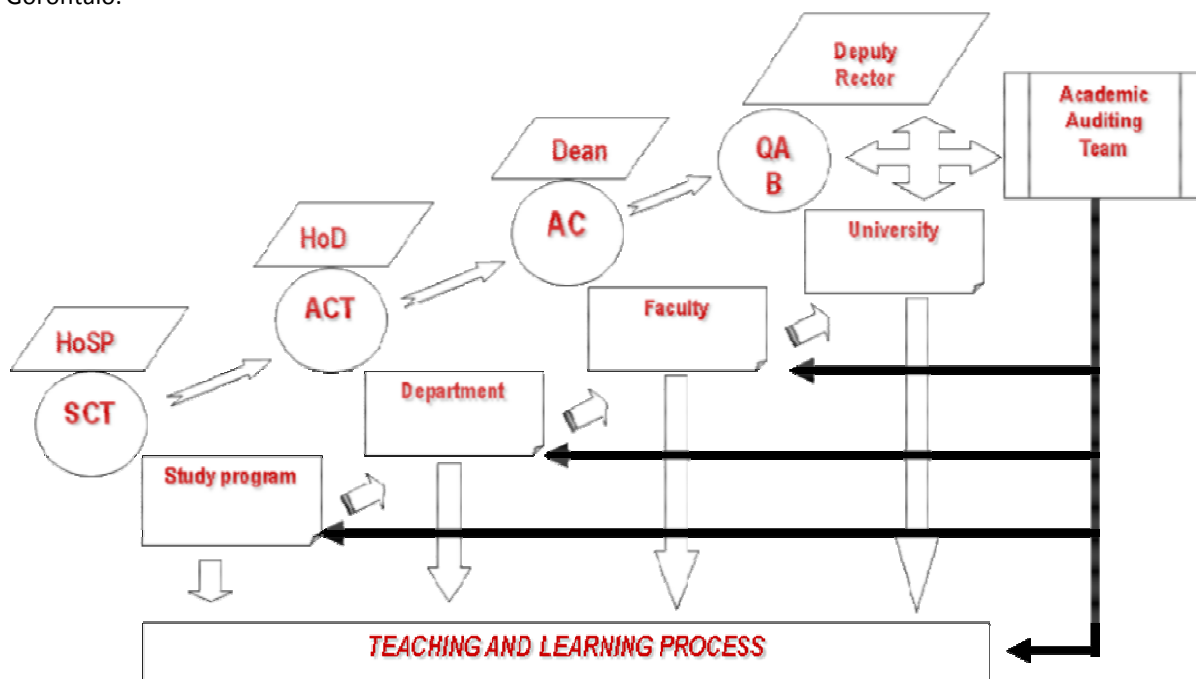 Gorontalo.
Deputy
Rector
Academic
Auditing
Team
QA
B
Dean
AC
University
HoD
ACT
Faculty
HoSP
SCT
Department
Study program
TEACHING AND LEARNING PROCESS